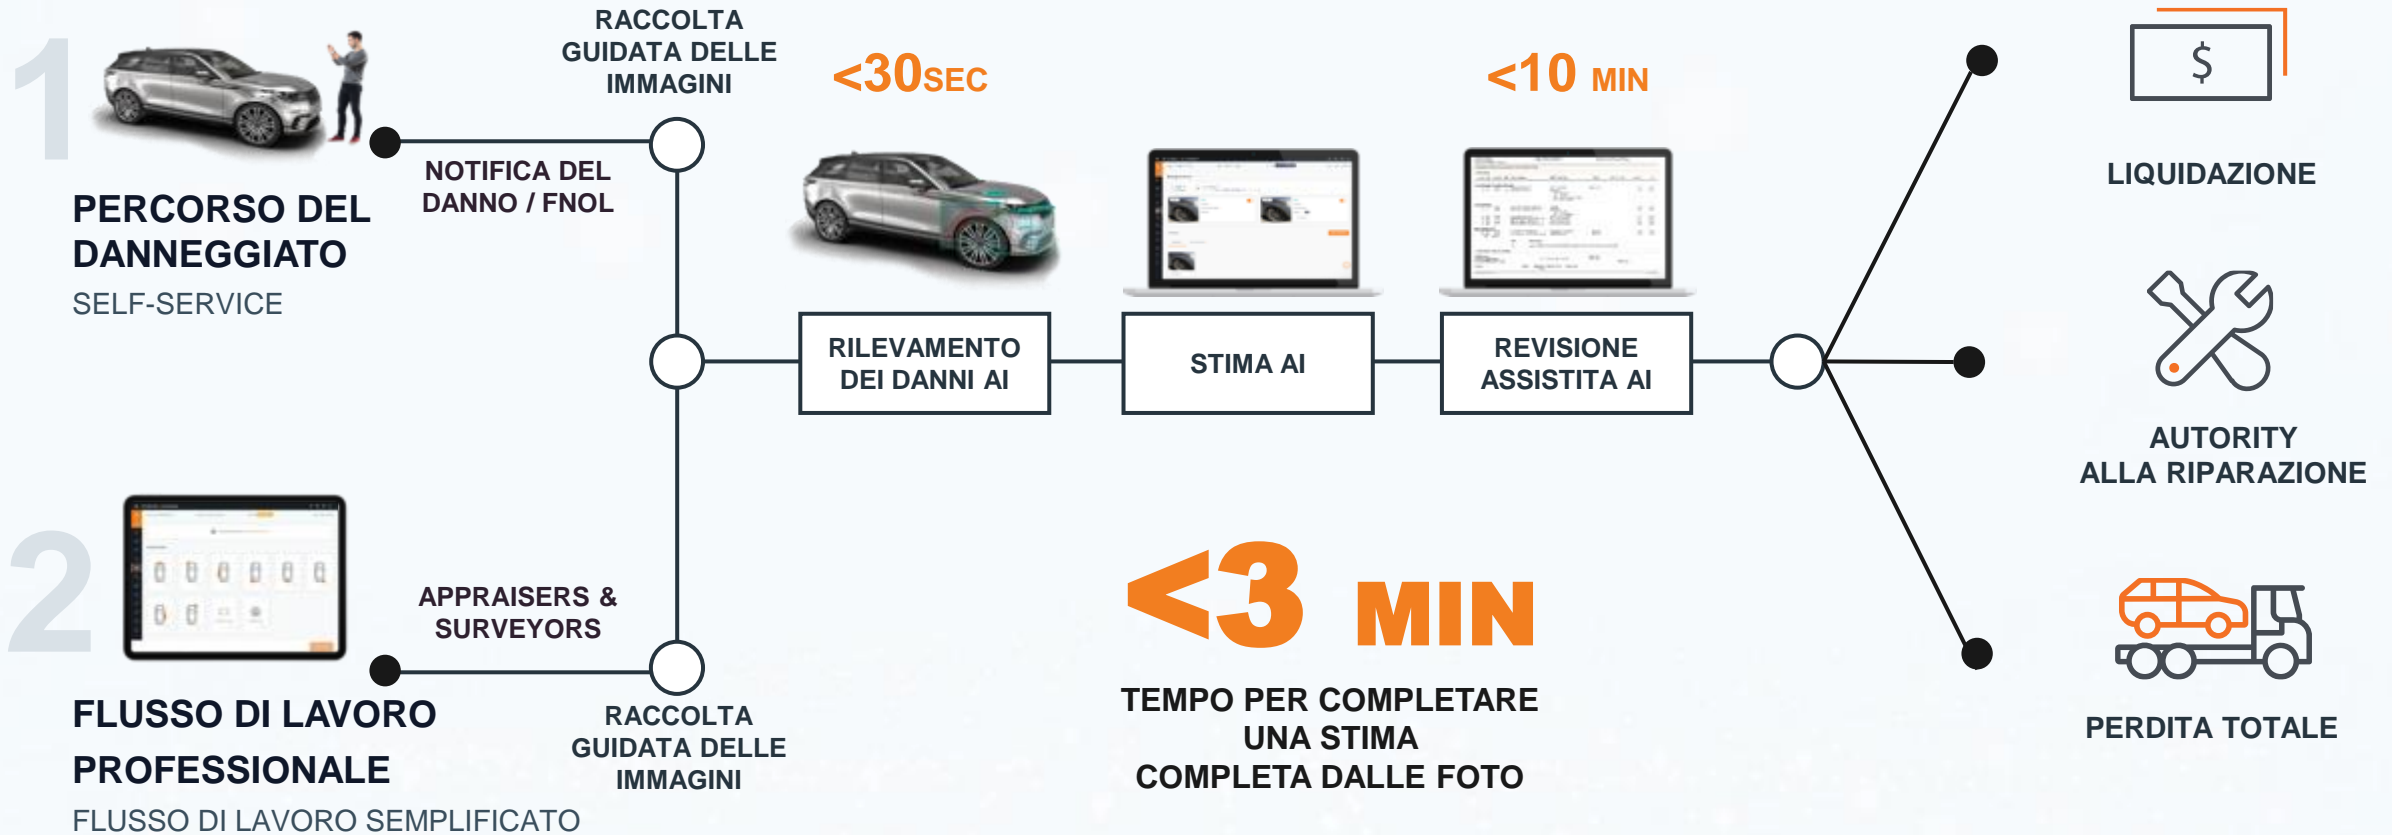 1
PERCORSO DEL
DANNEGGIATO
SELF-SERVICE
NOTIFICA DEL
DANNO / FNOL
RACCOLTA
GUIDATA DELLE
IMMAGINI
2
FLUSSO DI LAVORO
PROFESSIONALE
FLUSSO DI LAVORO SEMPLIFICATO
APPRAISERS &
SURVEYORS
RACCOLTA
GUIDATA DELLE
IMMAGINI
<30SEC
RILEVAMENTO
DEI DANNI AI
STIMA AI
<10 MIN
REVISIONE
ASSISTITA AI
<3 MIN
TEMPO PER COMPLETARE
UNA STIMA
COMPLETA DALLE FOTO
$
LIQUIDAZIONE
AUTORITY
ALLA RIPARAZIONE
PERDITA TOTALE